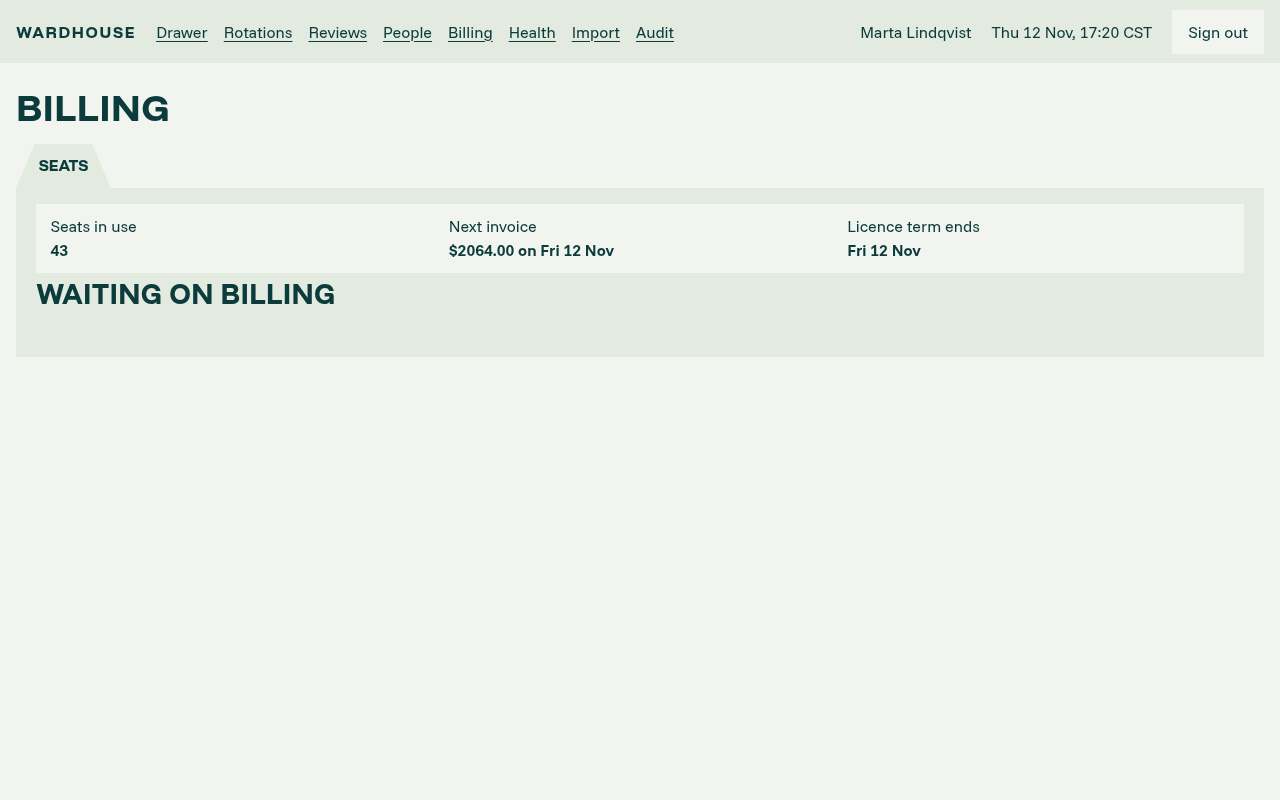 WARDHOUSE Drawer Rotations Reviews People Billing Health Import Audit Marta Lindqvist Thu 12 Nov, 17:20 CST Sign out
BILLING
SEATS
Seats in use Next invoice Licence term ends
43 $2064.00 on Fri 12 Nov Fri 12 Nov
WAITING ON BILLING